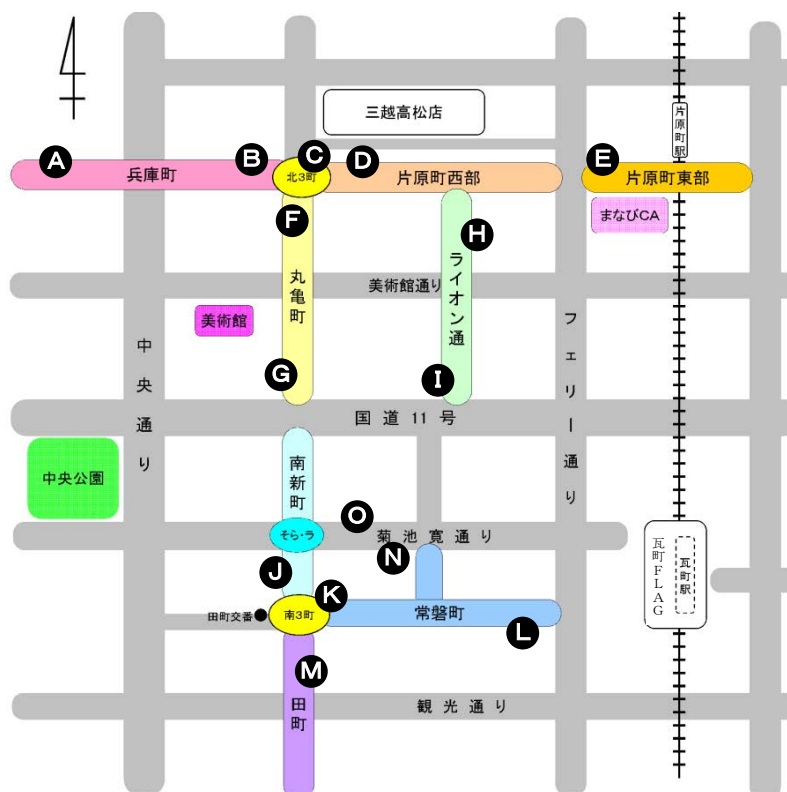 三越高松店
片原町駅
A
B
C
D
E
兵庫町
北3町
片原町西部
片原町東部
まなびCA
F
H
丸亀町
ライオン通
美術館通り
美術館
フェリー通り
中央通り
G
I
国道11号
中央公園
南新町
O
そら・ラ
菊池寛通り
N
瓦町FLAG
瓦町駅
J
K
田町交番
南3町
常磐町
L
M
田町
観光通り